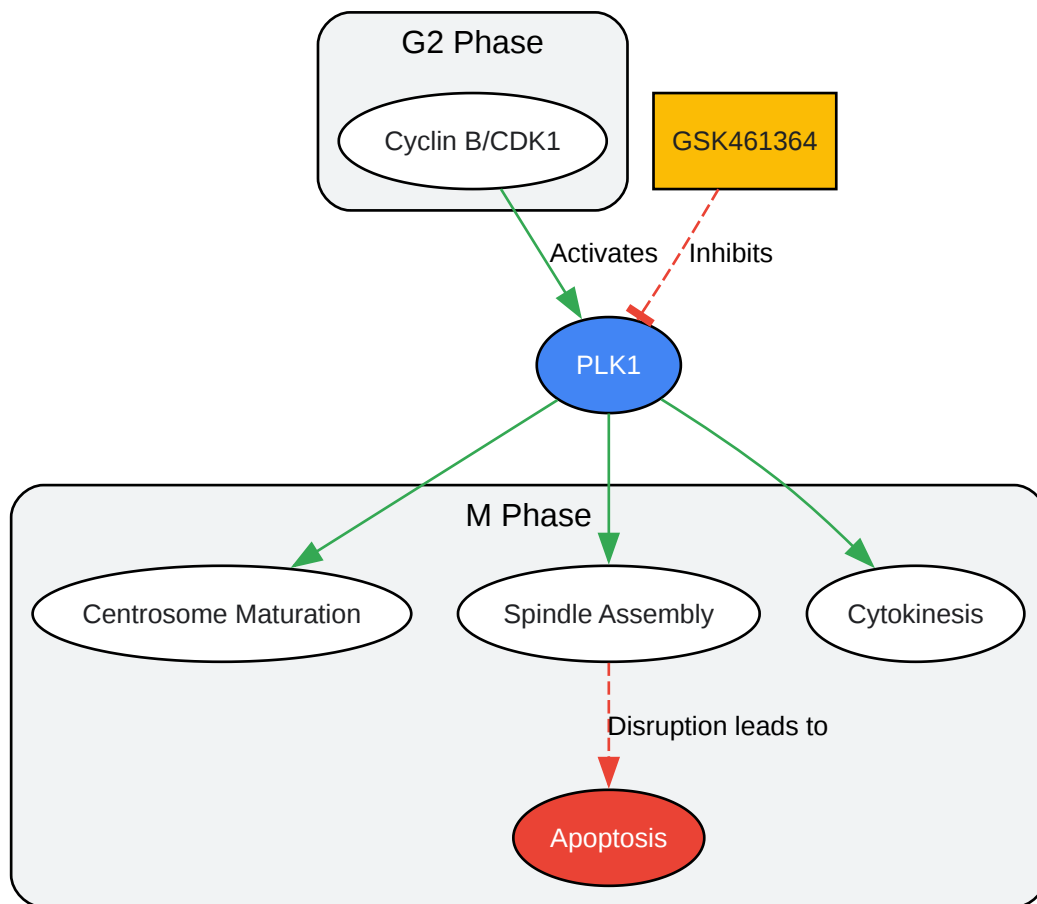 G2 Phase
Cyclin B/CDK1
GSK461364
Activates
Inhibits
PLK1
M Phase
Centrosome Maturation
Spindle Assembly
Cytokinesis
Disruption leads to
Apoptosis